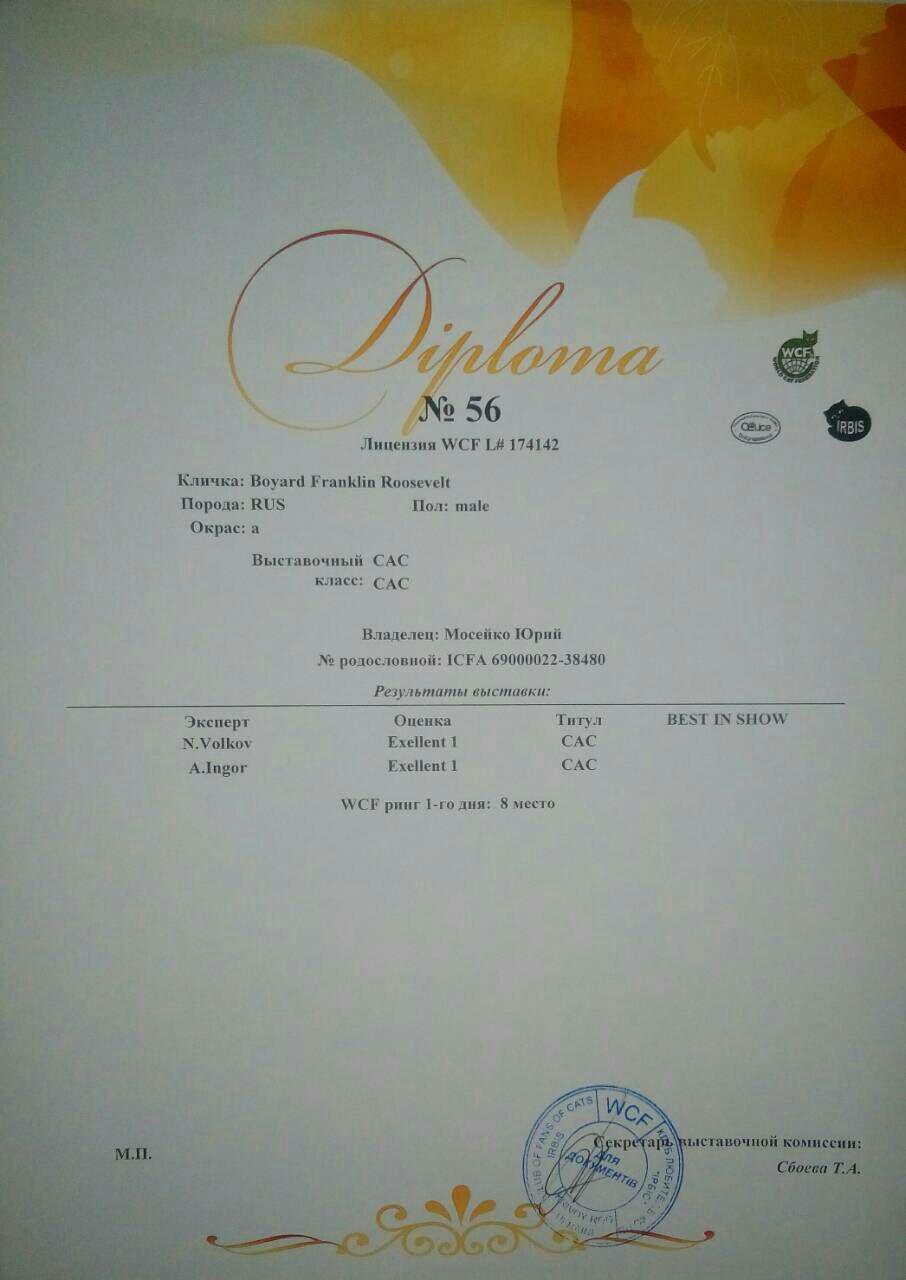 Diploma
№ 56
WCF
WORLD CAT FEDERATION
IRBIS
Лицензия WCF L# 174142
Кличка: Boyard Franklin Roosevelt
Порода: RUS Пол: male
Окрас: a
Выставочный класс: CAC
CAC
Владелец: Мосейко Юрий
№ родословной: ICFA 69000022-38480
Результаты выставки:
Эксперт Оценка Титул BEST IN SHOW
N.Volkov Exellent 1 CAC
A.Ingor Exellent 1 CAC
WCF ринг 1-го дня: 8 место
М.П.
Секретарь выставочной комиссии:
Сбоева Т.А.
WCF
CLUB OF FANS OF CATS
IRBIS
ДЛЯ
ДОКУМЕНТІВ